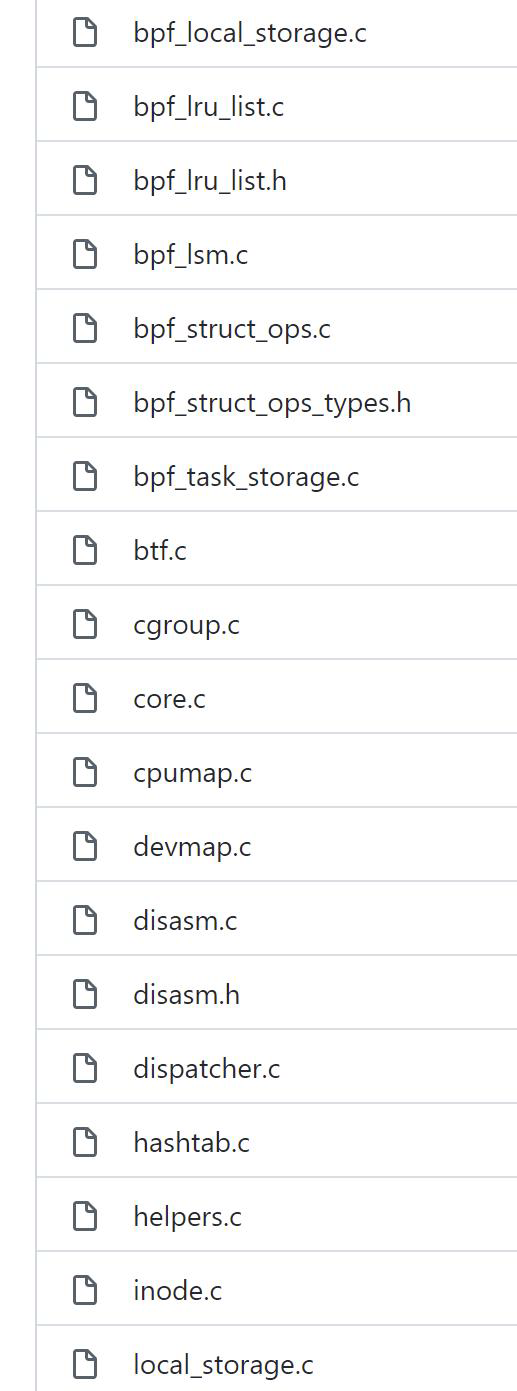 bpf_local_storage.c
bpf_lru_list.c
bpf_lru_list.h
bpf_lsm.c
bpf_struct_ops.c
bpf_struct_ops_types.h
bpf_task_storage.c
btf.c
cgroup.c
core.c
cpumap.c
devmap.c
disasm.c
disasm.h
dispatcher.c
hashtab.c
helpers.c
inode.c
local_storage.c